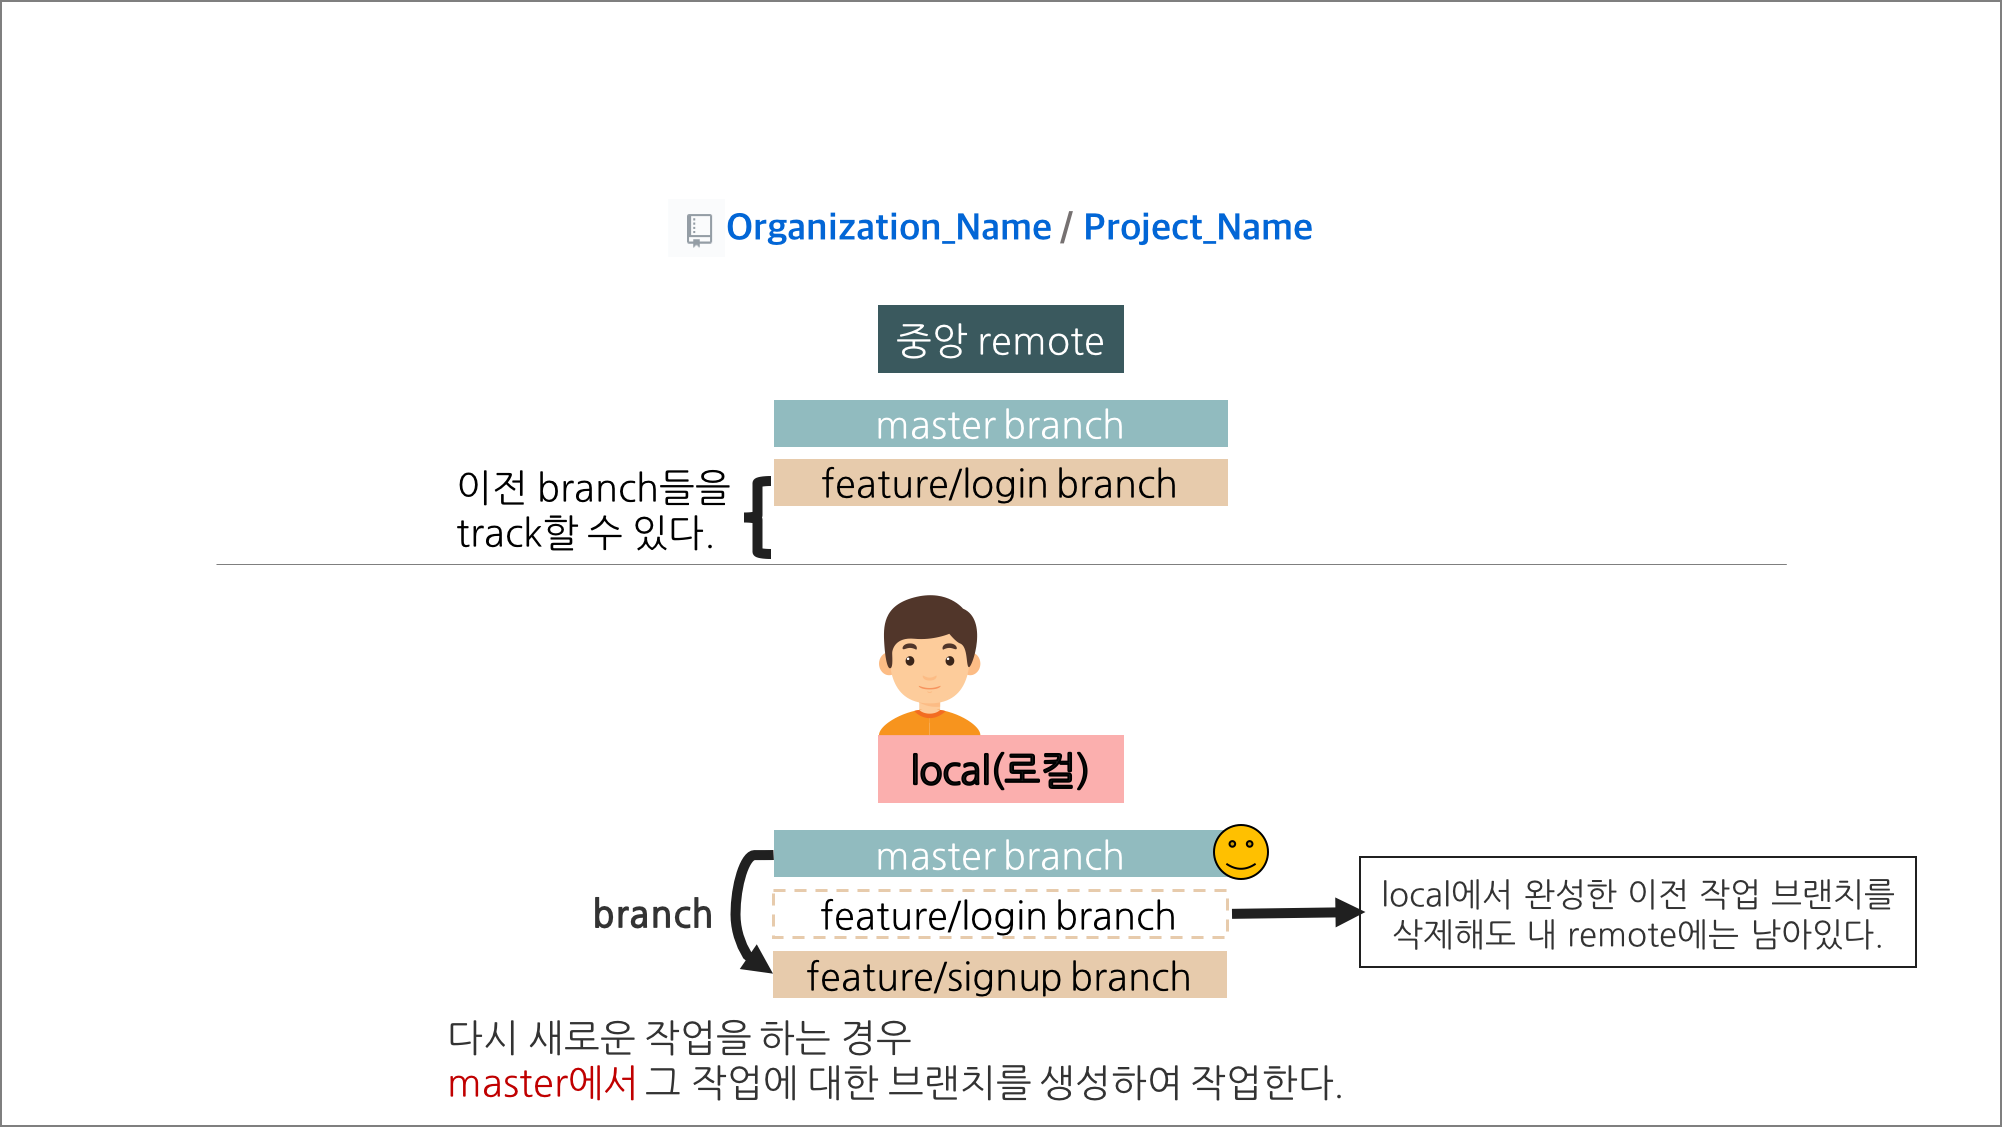 Organization_Name / Project_Name
중앙 remote
master branch
feature/login branch
이전 branch들을
track할 수 있다.
local(로컬)
master branch
branch
feature/login branch
local에서 완성한 이전 작업 브랜치를
삭제해도 내 remote에는 남아있다.
feature/signup branch
다시 새로운 작업을 하는 경우
master에서 그 작업에 대한 브랜치를 생성하여 작업한다.